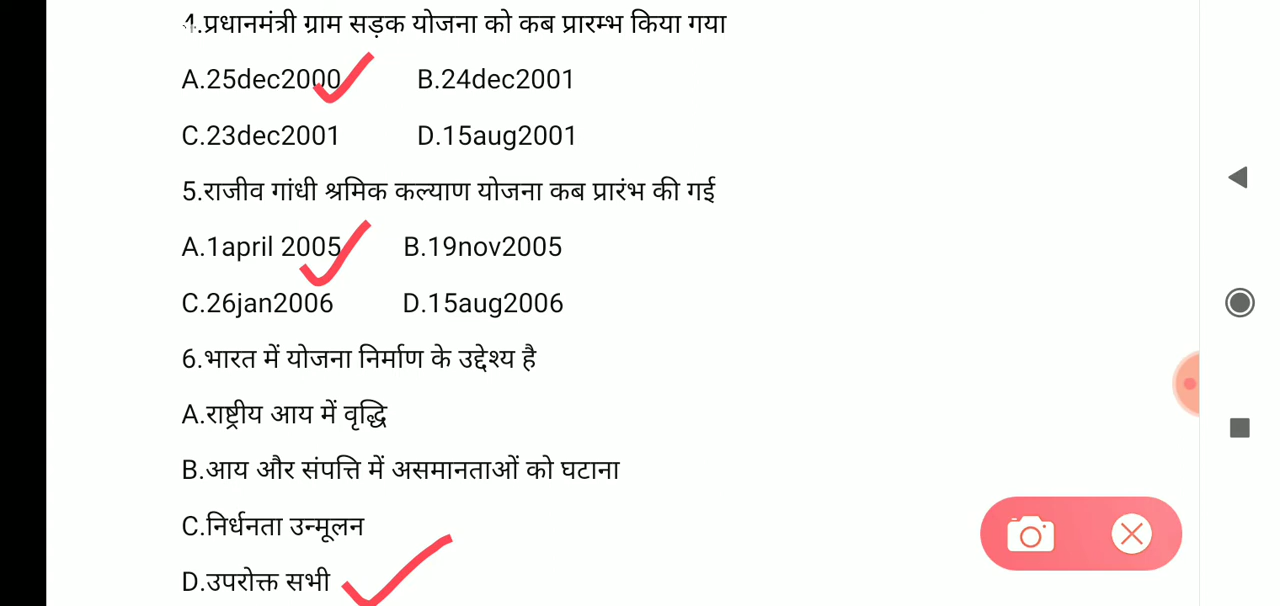 4.प्रधानमंत्री ग्राम सड़क योजना को कब प्रारम्भ किया गया
A.25dec2000 B.24dec2001
C.23dec2001 D.15aug2001
5.राजीव गांधी श्रमिक कल्याण योजना कब प्रारंभ की गई
A.1april 2005 B.19nov2005
C.26jan2006 D.15aug2006
6.भारत में योजना निर्माण के उद्देश्य है
A.राष्ट्रीय आय में वृद्धि
B.आय और संपत्ति में असमानताओं को घटाना
C.निर्धनता उन्मूलन
D.उपरोक्त सभी